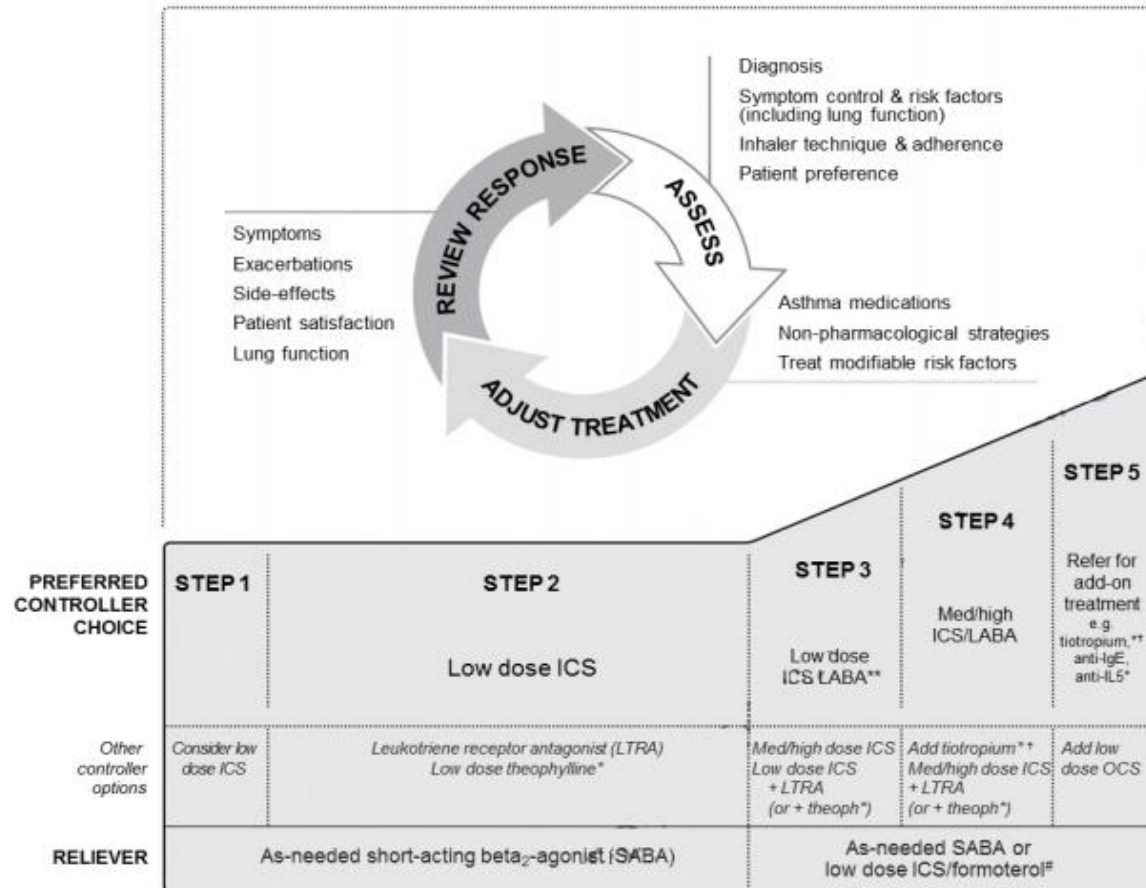 Diagnosis
Symptom control & risk factors
(including lung function)
Inhaler technique & adherence
Patient preference
REVIEW RESPONSE
ASSESS
ADJUST TREATMENT
Symptoms
Exacerbations
Side-effects
Patient satisfaction
Lung function
Asthma medications
Non-pharmacological strategies
Treat modifiable risk factors
PREFERRED
CONTROLLER
CHOICE
STEP 1
STEP 2
Low dose ICS
STEP 3
Low dose
ICS LABA**
STEP 4
Med/high
ICS/LABA
STEP 5
Refer for
add-on
treatment
e.g.
tiotropium,*†
anti-IgE,
anti-IL5*
Other
controller
options
Consider low
dose ICS
Leukotriene receptor antagonist (LTRA)
Low dose theophylline*
Med/high dose ICS
Low dose ICS
+ LTRA
(or + theoph*)
Add tiotropium*†
Med/high dose ICS
+ LTRA
(or + theoph*)
Add low
dose OCS
RELIEVER
As-needed short-acting beta₂-agonist (SABA)
As-needed SABA or
low dose ICS/formoterol#